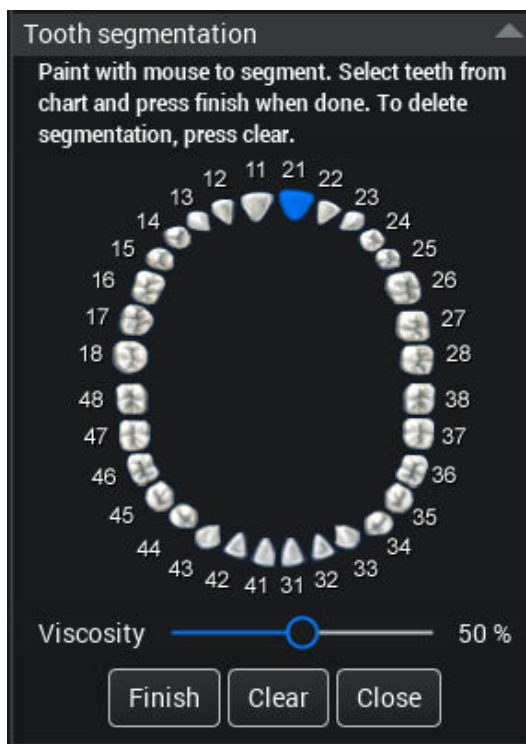 Tooth segmentation
Paint with mouse to segment. Select teeth from
chart and press finish when done. To delete
segmentation, press clear.
11 21
12 22
13 23
14 24
15 25
16 26
17 27
18 28
48 38
47 37
46 36
45 35
44 34
43 33
42 41 31 32
Viscosity 50 %
Finish Clear Close